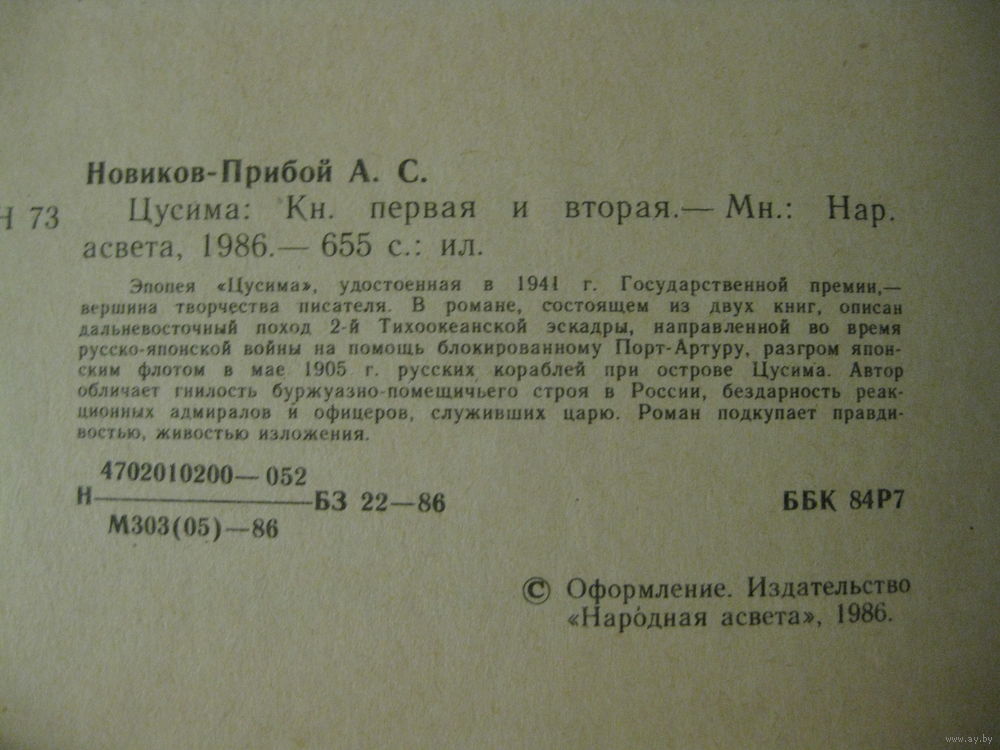 Новиков-Прибой А. С.
Н 73 Цусима: Кн. первая и вторая.— Мн.: Нар.
асвета, 1986.— 655 с.: ил.
Эпопея «Цусима», удостоенная в 1941 г. Государственной премии,—
вершина творчества писателя. В романе, состоящем из двух книг, описан
дальневосточный поход 2-й Тихоокеанской эскадры, направленной во время
русско-японской войны на помощь блокированному Порт-Артуру, разгром япон-
ским флотом в мае 1905 г. русских кораблей при острове Цусима. Автор
обличает гнилость буржуазно-помещичьего строя в России, бездарность реак-
ционных адмиралов и офицеров, служивших царю. Роман подкупает правди-
востью, живостью изложения.
4702010200—052
Н—БЗ 22—86 ББК 84Р7
М303(05)—86
© Оформление. Издательство
«Народная асвета», 1986.
www.ay.by